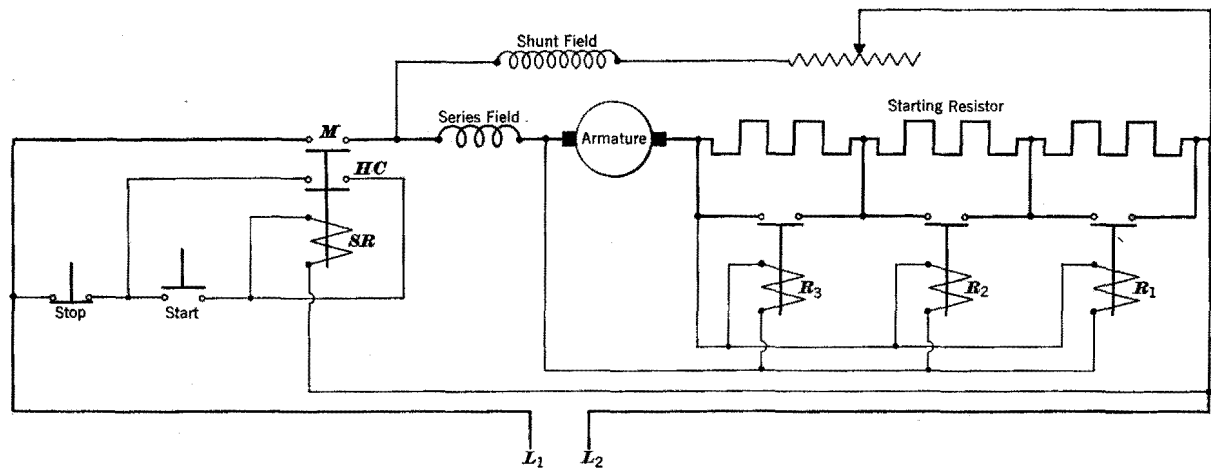 Shunt Field
Series Field
Armature
Starting Resistor
M
HC
SR
Stop
Start
R3
R2
R1
L1
L2